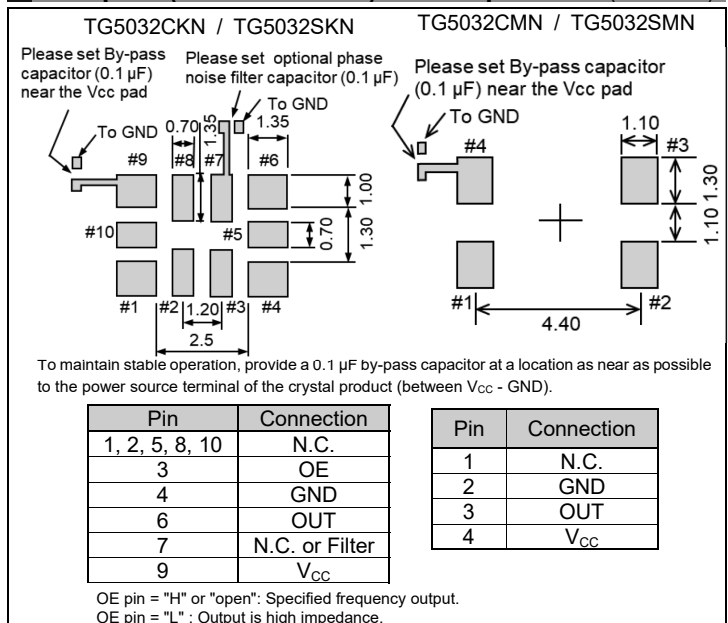 TG5032CKN / TG5032SKN
Please set By-pass
capacitor (0.1 µF)
near the Vcc pad
Please set optional phase
noise filter capacitor (0.1 µF)
To GND
To GND
0.70
1.35
1.35
#9
#8
#7
#6
1.00
#10
#5
0.70
1.30
#1
#2
1.20
#3
#4
2.5
TG5032CMN / TG5032SMN
Please set By-pass capacitor
(0.1 µF) near the Vcc pad
To GND
1.10
#4
#3
1.30
1.10
#1
#2
4.40
To maintain stable operation, provide a 0.1 µF by-pass capacitor at a location as near as possible
to the power source terminal of the crystal product (between VCC - GND).
Pin Connection
1, 2, 5, 8, 10 N.C.
3 OE
4 GND
6 OUT
7 N.C. or Filter
9 VCC
Pin Connection
1 N.C.
2 GND
3 OUT
4 VCC
OE pin = "H" or "open": Specified frequency output.
OE pin = "L" : Output is high impedance.